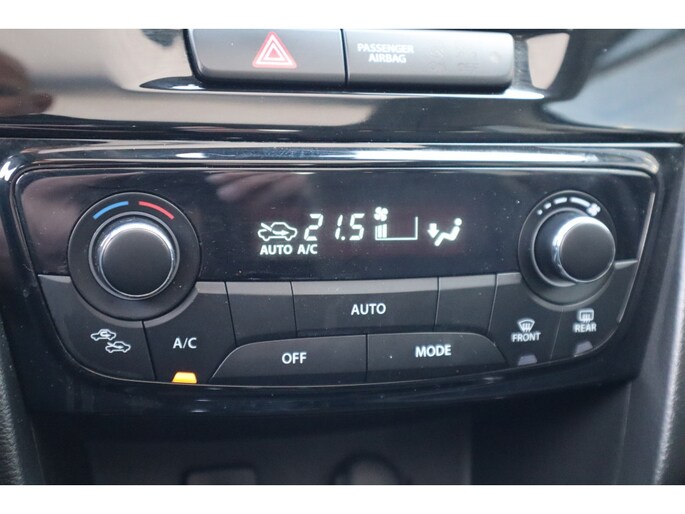 PASSENGER
AIRBAG
21.5
AUTO A/C
AUTO
A/C
OFF
MODE
FRONT
REAR